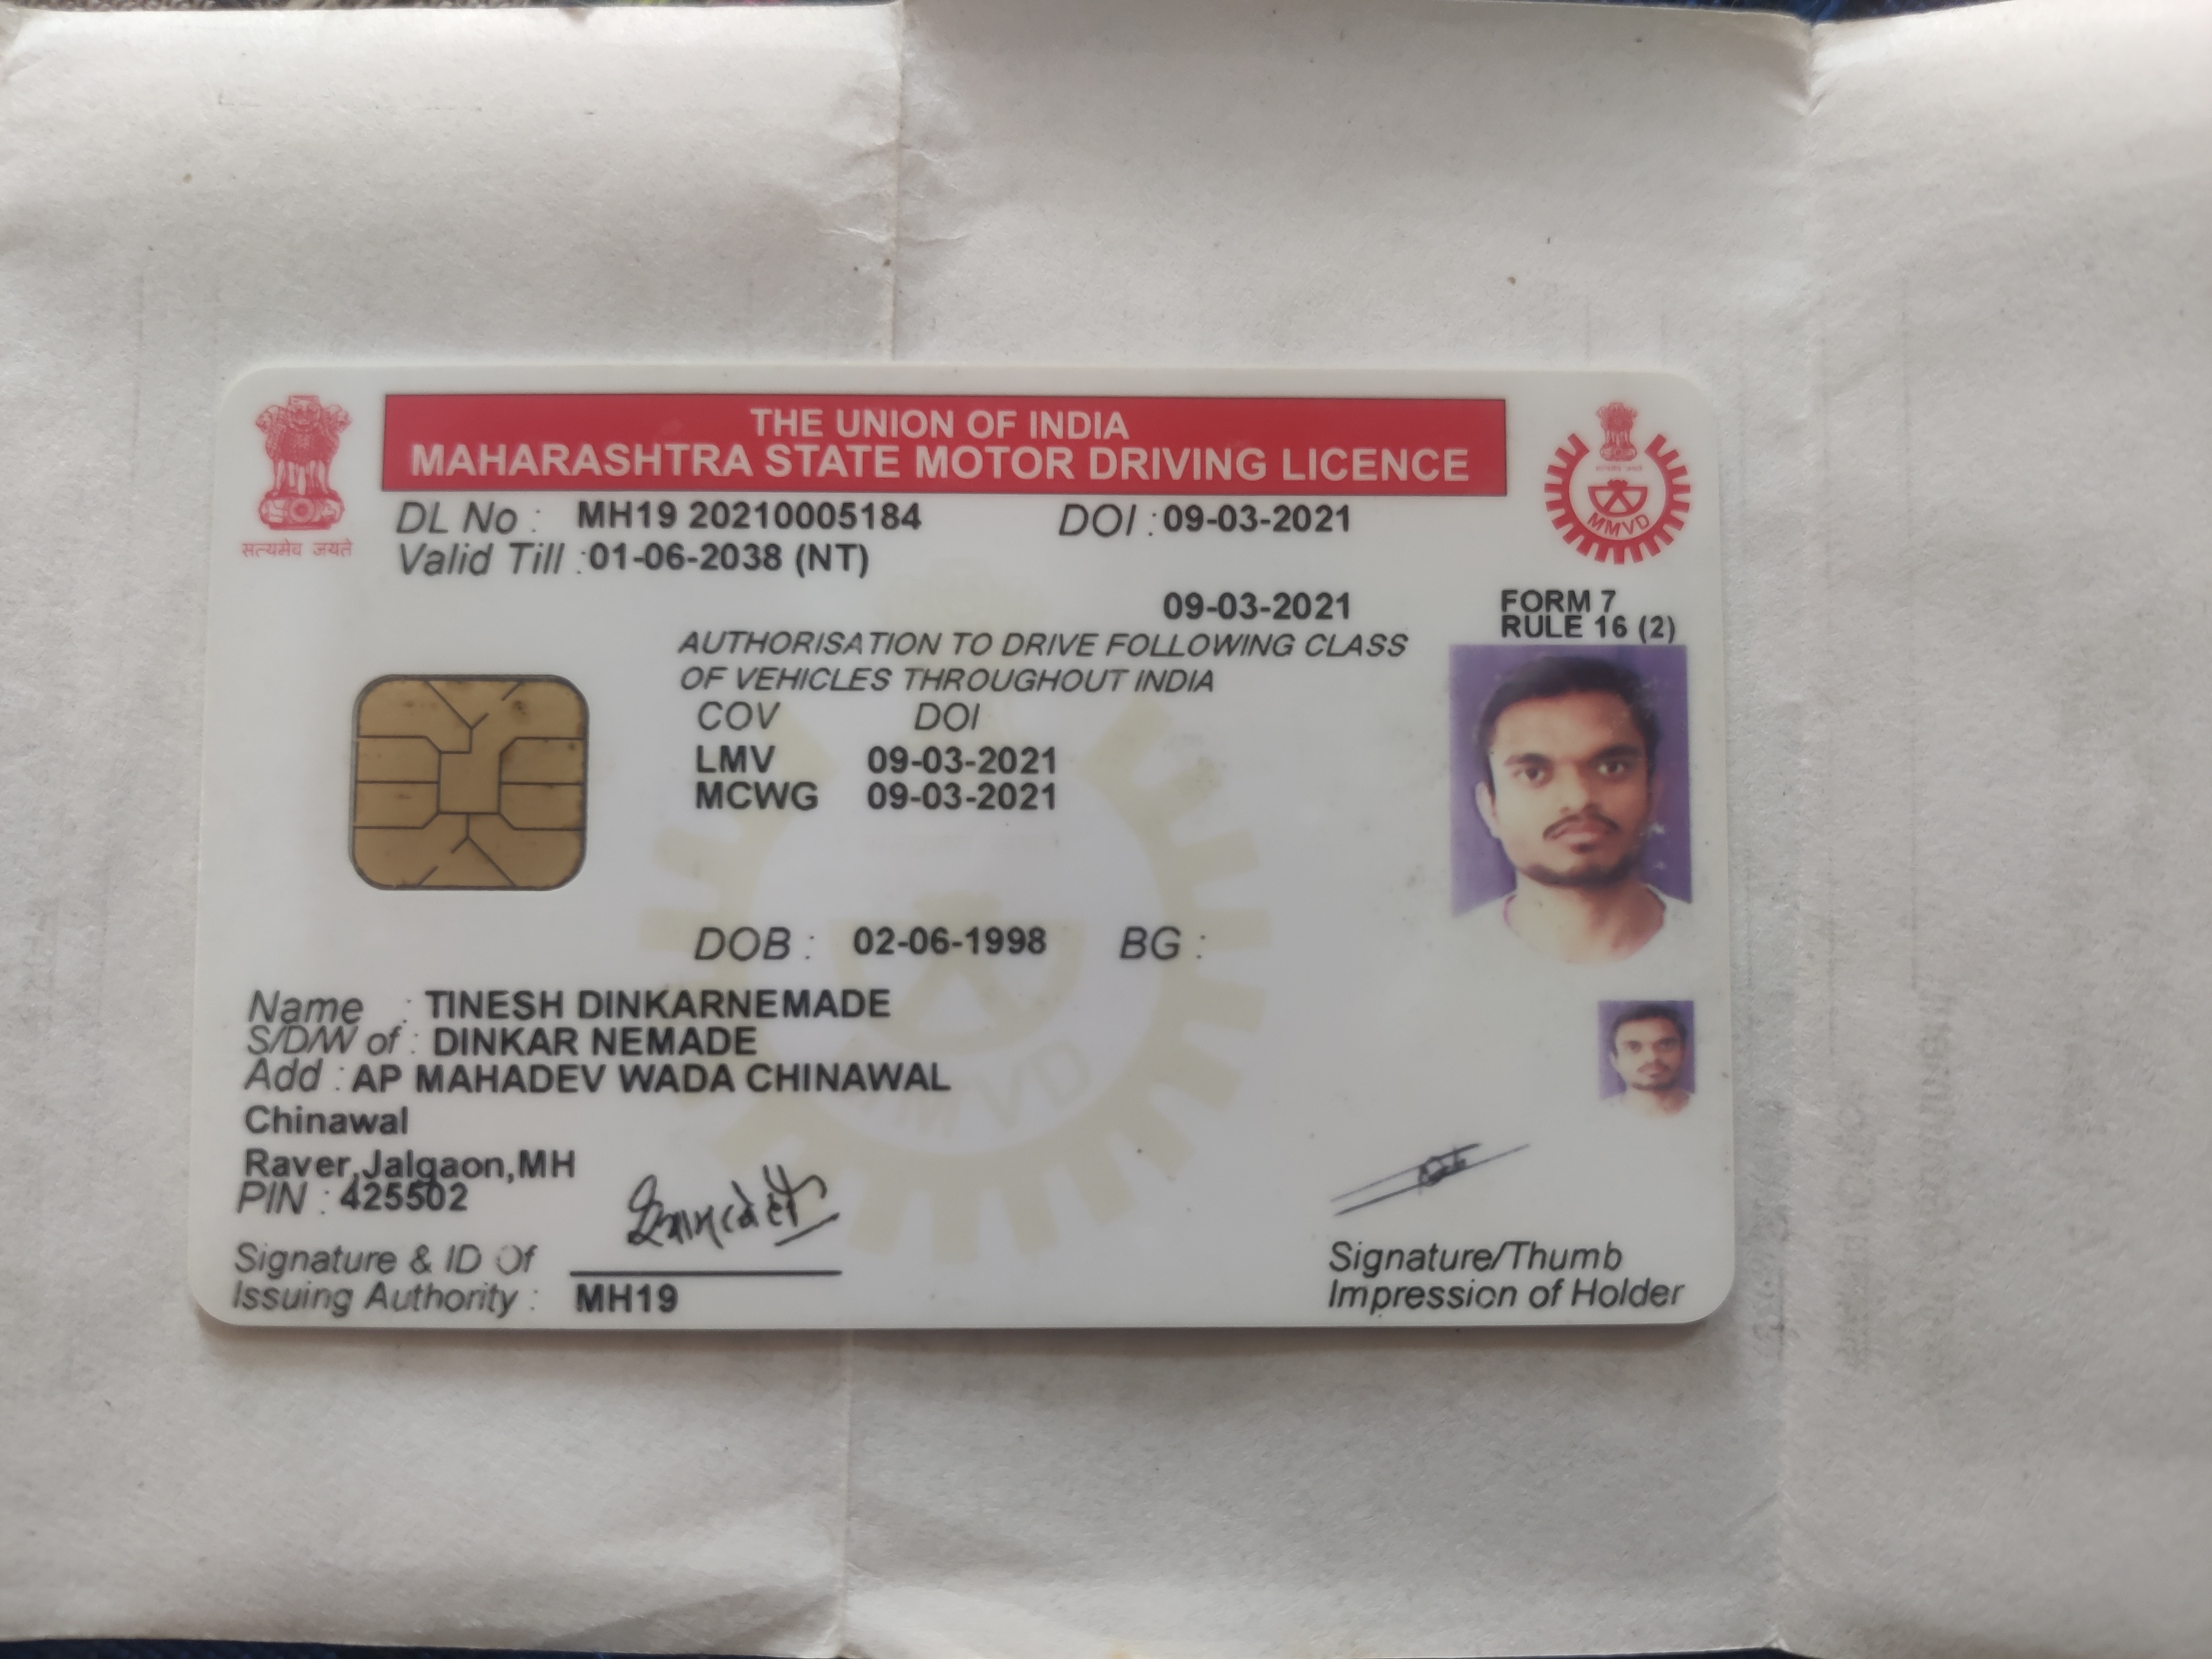 THE UNION OF INDIA
MAHARASHTRA STATE MOTOR DRIVING LICENCE
सत्यमेव जयते
MMVD
DL No : MH19 20210005184 DOI : 09-03-2021
Valid Till : 01-06-2038 (NT)
09-03-2021
FORM 7
RULE 16 (2)
AUTHORISATION TO DRIVE FOLLOWING CLASS
OF VEHICLES THROUGHOUT INDIA
COV DOI
LMV 09-03-2021
MCWG 09-03-2021
DOB : 02-06-1998 BG :
Name : TINESH DINKARNEMADE
S/D/W of : DINKAR NEMADE
Add : AP MAHADEV WADA CHINAWAL
Chinawal
Raver,Jalgaon,MH
PIN : 425502
MMVD
Signature & ID Of
Issuing Authority : MH19
Signature/Thumb
Impression of Holder